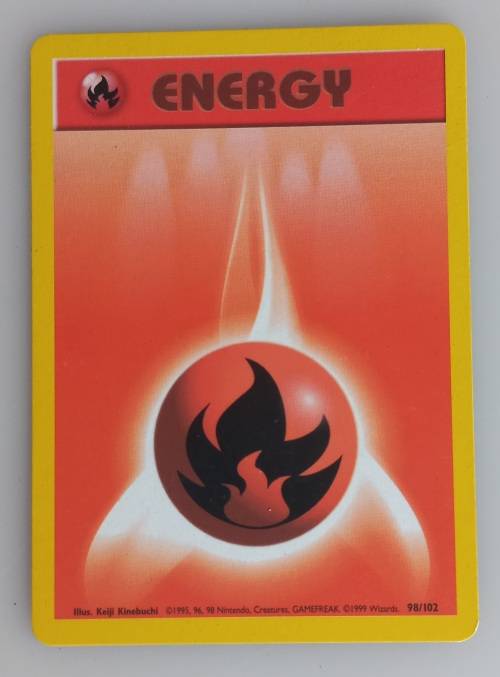 ENERGY
Illus. Keiji Kinebuchi ©1995, 96, 98 Nintendo, Creatures, GAMEFREAK. ©1999 Wizards. 98/102